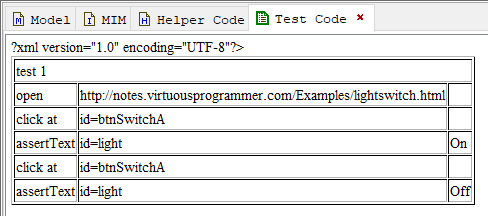 Model MIM Helper Code Test Code
?xml version="1.0" encoding="UTF-8"?>
test 1
open http://notes.virtuousprogrammer.com/Examples/lightswitch.html
click at id=btnSwitchA
assertText id=light On
click at id=btnSwitchA
assertText id=light Off